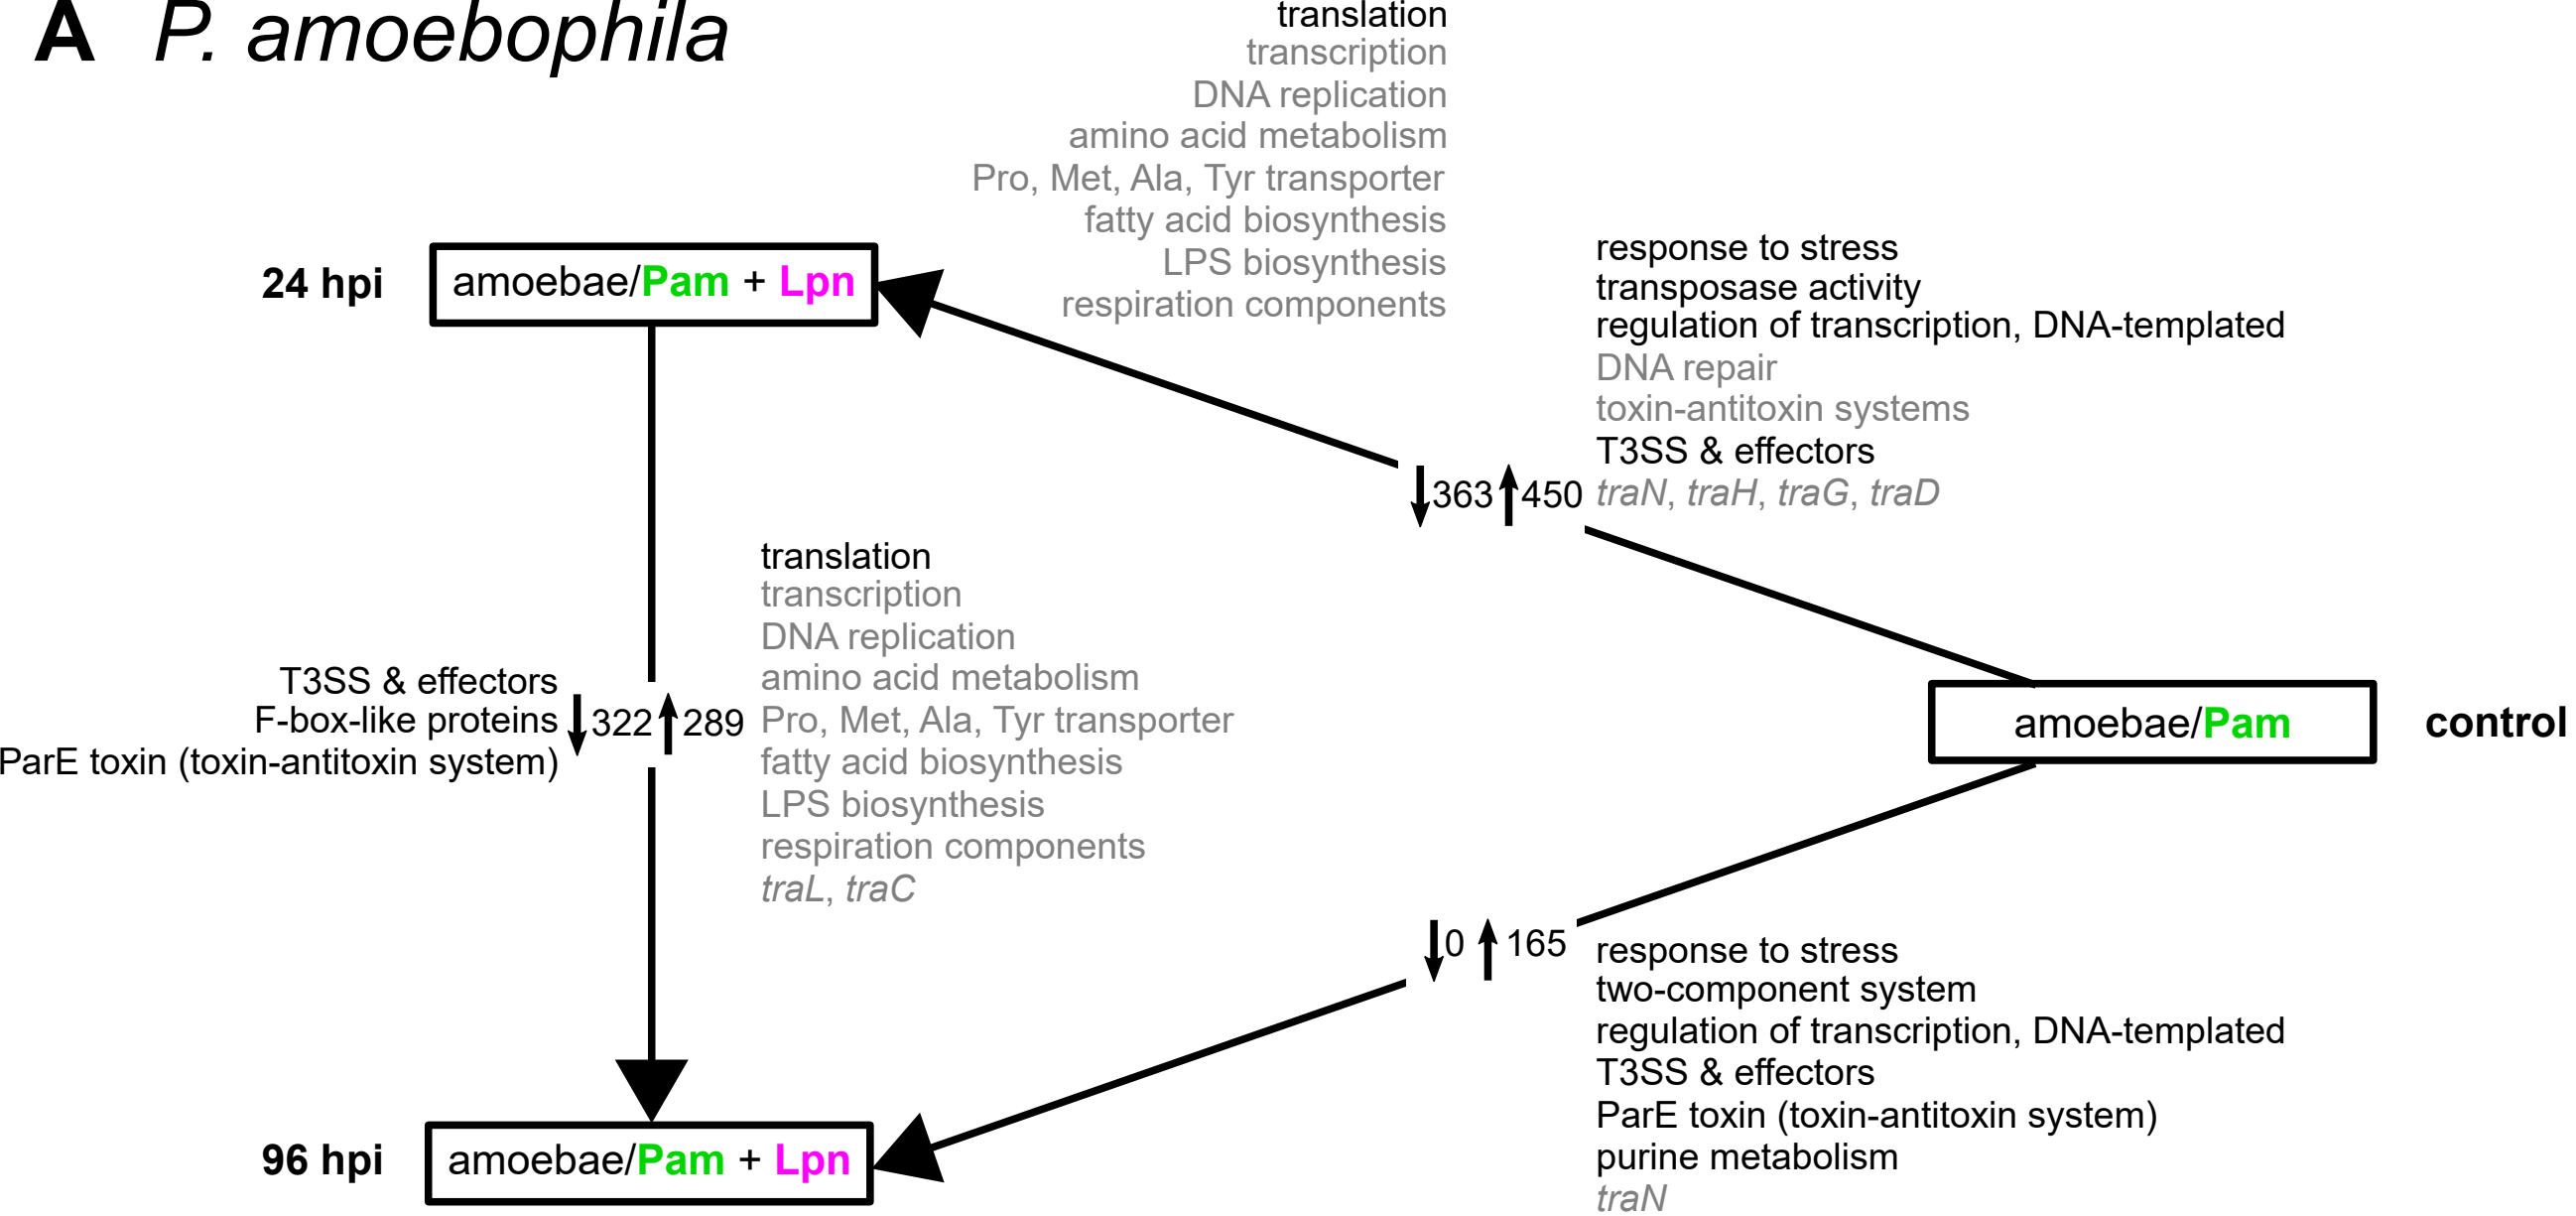 A P. amoebophila
translation
transcription
DNA replication
amino acid metabolism
Pro, Met, Ala, Tyr transporter
fatty acid biosynthesis
LPS biosynthesis
respiration components
24 hpi
amoebae/Pam + Lpn
response to stress
transposase activity
regulation of transcription, DNA-templated
DNA repair
toxin-antitoxin systems
T3SS & effectors
traN, traH, traG, traD
363 450
translation
transcription
DNA replication
amino acid metabolism
Pro, Met, Ala, Tyr transporter
fatty acid biosynthesis
LPS biosynthesis
respiration components
traL, traC
T3SS & effectors
F-box-like proteins
ParE toxin (toxin-antitoxin system)
322 289
amoebae/Pam
control
0 165
response to stress
two-component system
regulation of transcription, DNA-templated
T3SS & effectors
ParE toxin (toxin-antitoxin system)
purine metabolism
traN
96 hpi
amoebae/Pam + Lpn